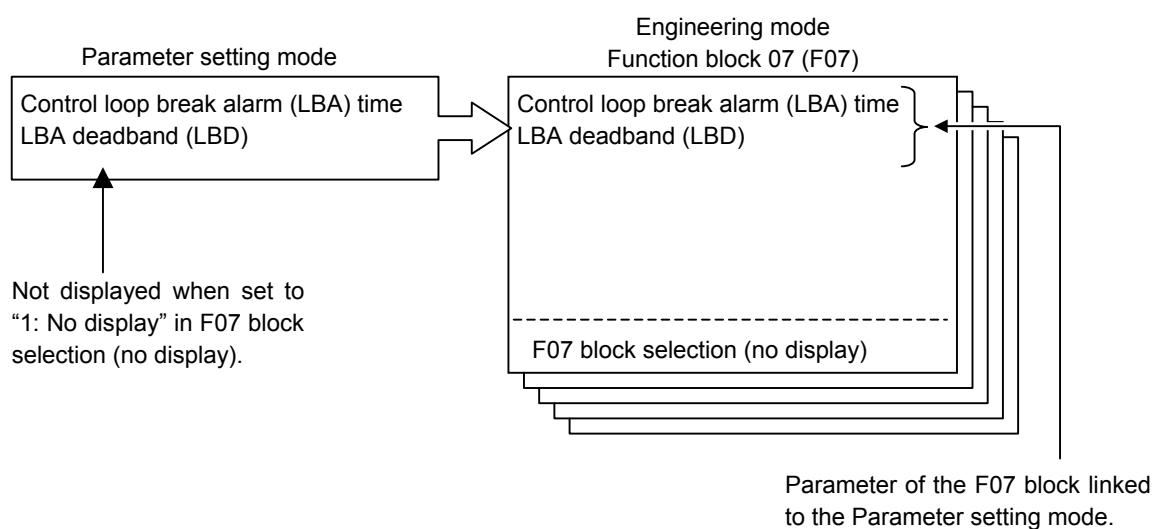 Parameter setting mode
Control loop break alarm (LBA) time
LBA deadband (LBD)
Not displayed when set to
“1: No display” in F07 block
selection (no display).
Engineering mode
Function block 07 (F07)
Control loop break alarm (LBA) time
LBA deadband (LBD)
F07 block selection (no display)
Parameter of the F07 block linked
to the Parameter setting mode.